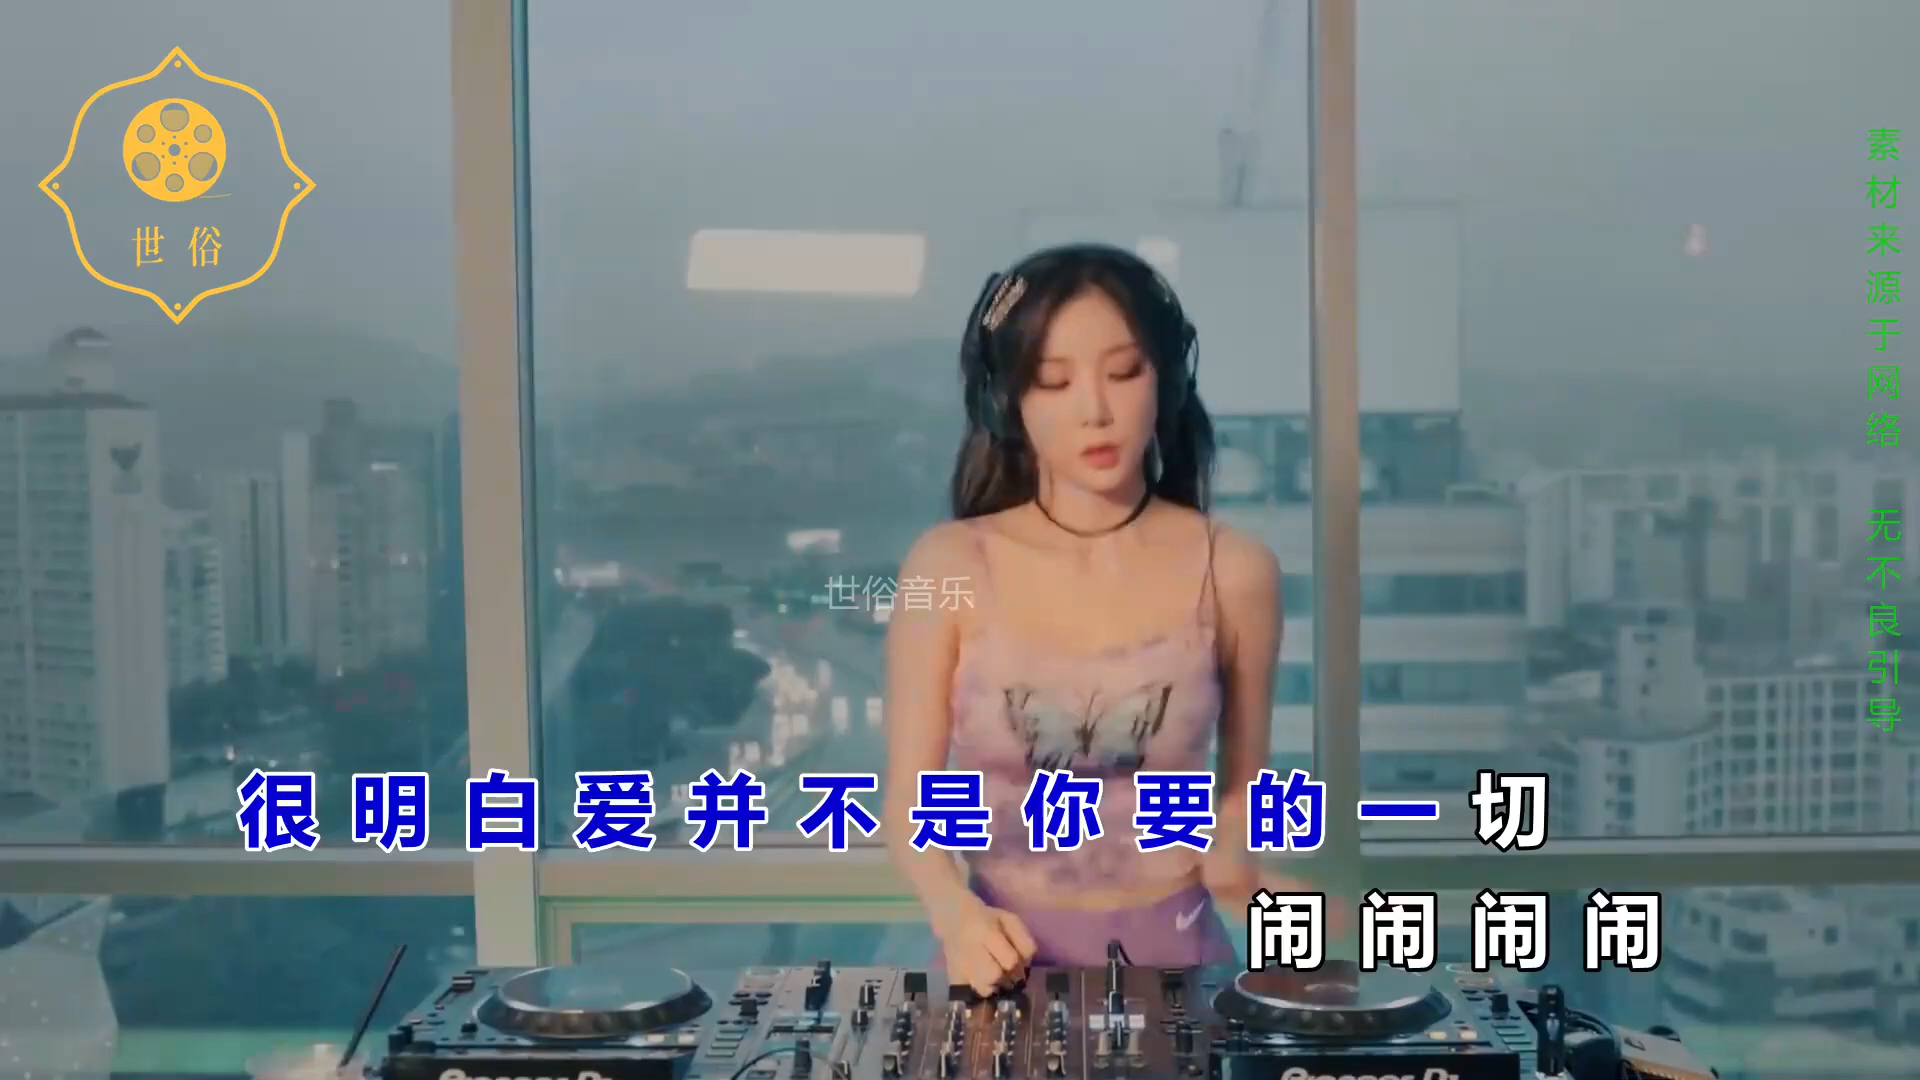 世俗
素材来源于网络 无不良引导
世俗音乐
很明白爱并不是你要的一切
闹闹闹闹